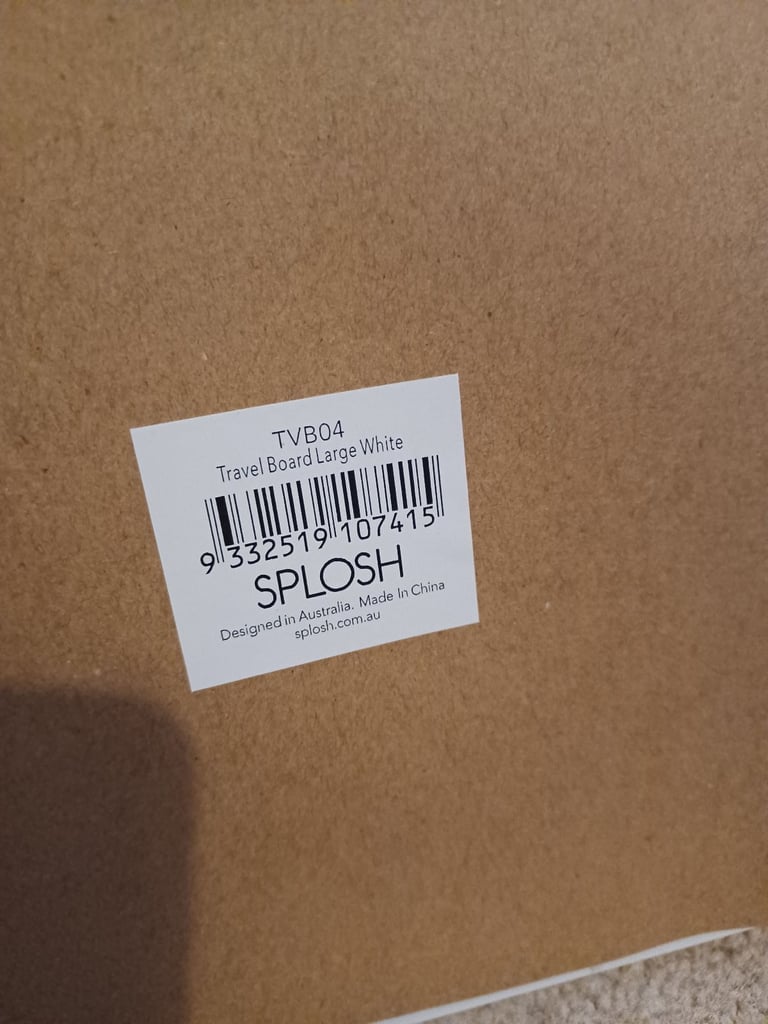 TVB04
Travel Board Large White
9 332519 107415
SPLOSH
Designed in Australia. Made In China
splosh.com.au